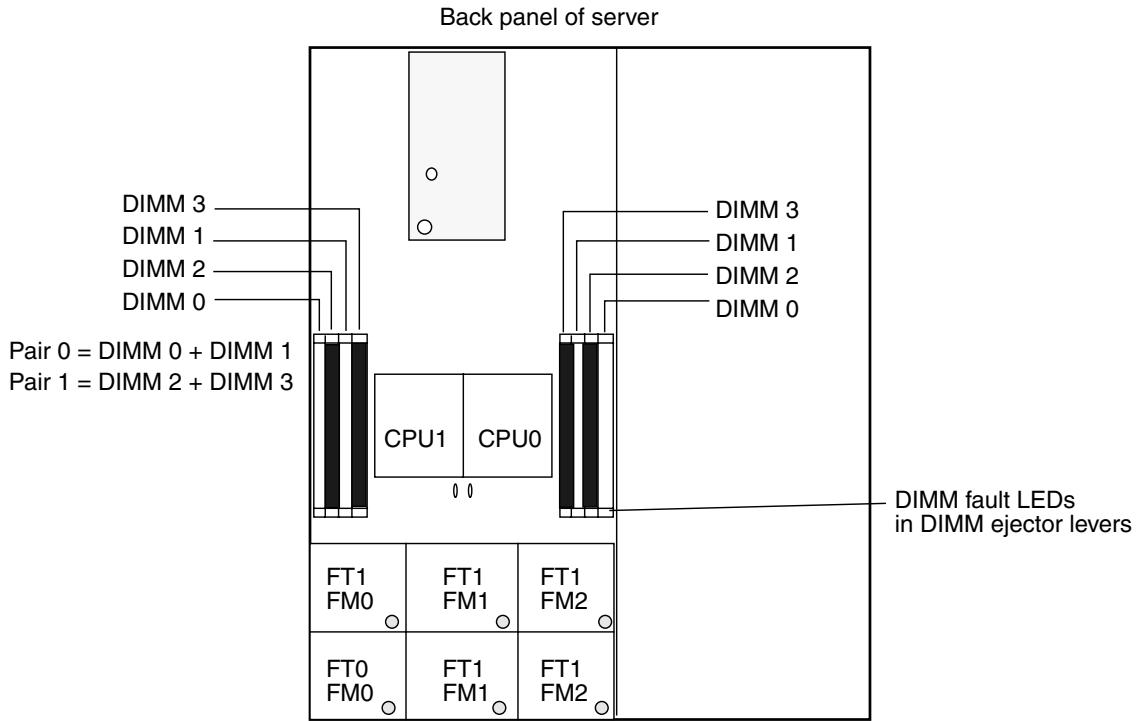 Back panel of server
DIMM 3
DIMM 1
DIMM 2
DIMM 0
Pair 0 = DIMM 0 + DIMM 1
Pair 1 = DIMM 2 + DIMM 3
DIMM 3
DIMM 1
DIMM 2
DIMM 0
CPU1
CPU0
DIMM fault LEDs
in DIMM ejector levers
FT1
FM0
FT1
FM1
FT1
FM2
FT0
FM0
FT1
FM1
FT1
FM2